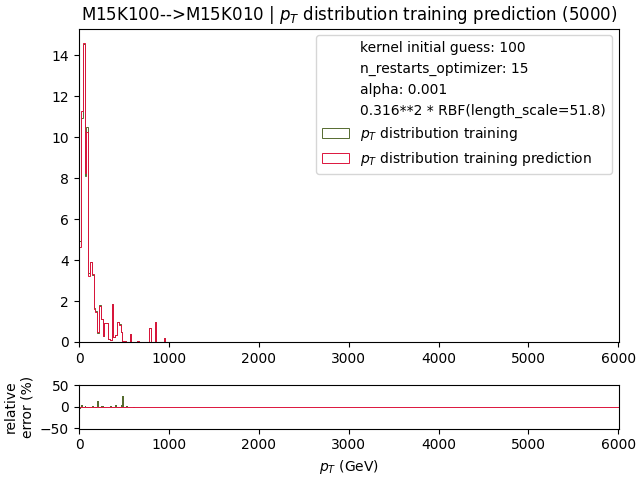 M15K100-->M15K010 | p_T distribution training prediction (5000)
kernel initial guess: 100
n_restarts_optimizer: 15
alpha: 0.001
0.316**2 * RBF(length_scale=51.8)
p_T distribution training
p_T distribution training prediction
14
12
10
8
6
4
2
0
0 1000 2000 3000 4000 5000 6000
relative
error (%)
50
0
−50
0 1000 2000 3000 4000 5000 6000
p_T (GeV)